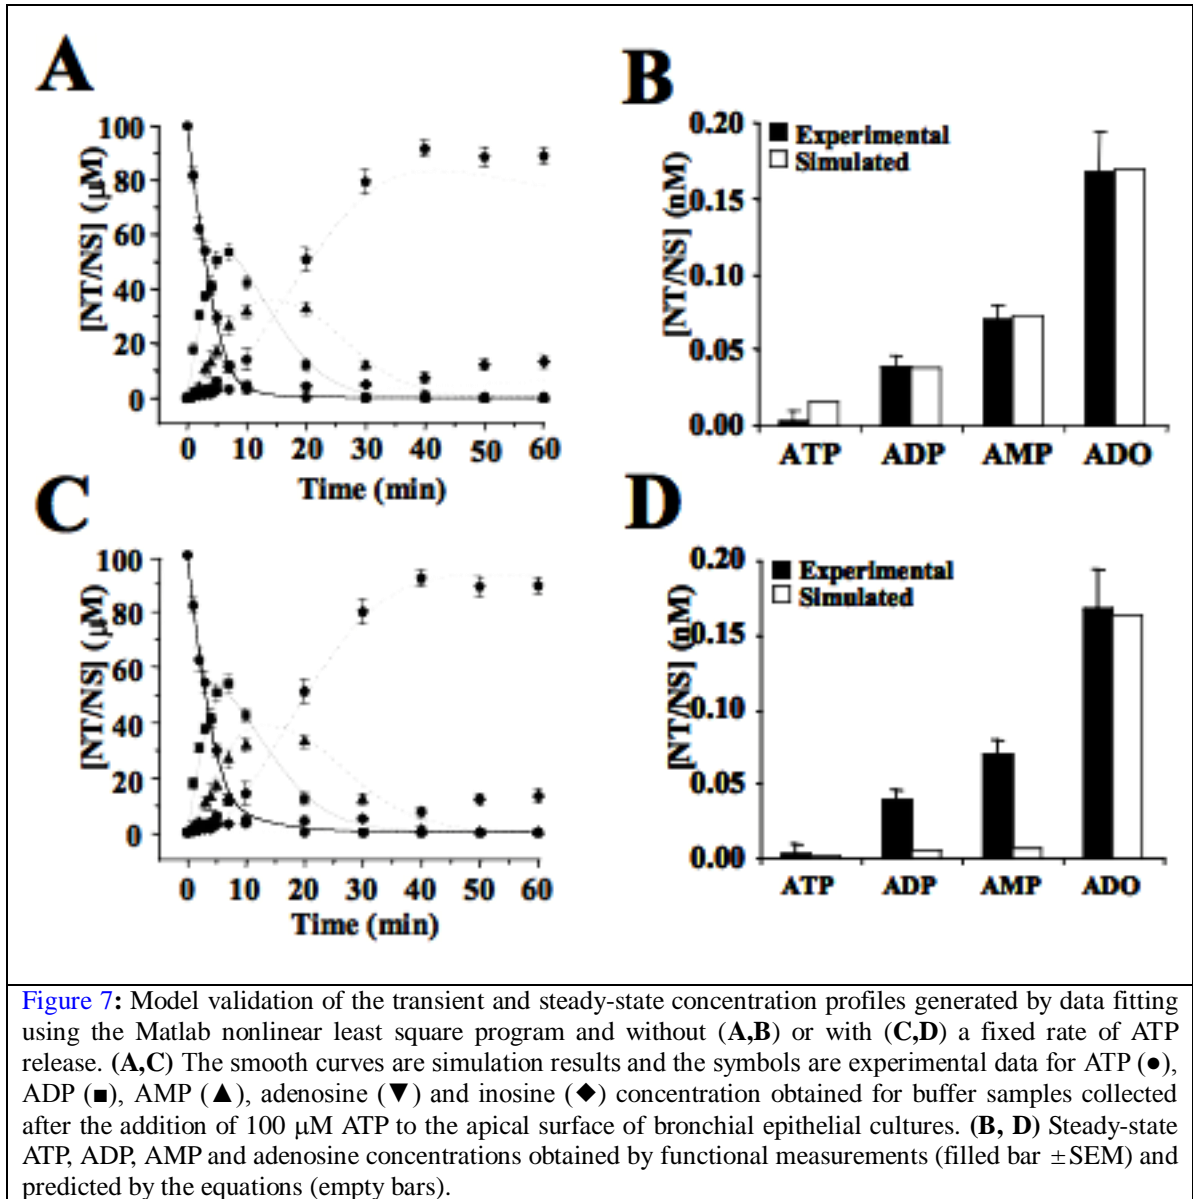 A
B
[NT/NS] (μM)
100
80
60
40
20
0
0 10 20 30 40 50 60
Time (min)
[NT/NS] (nM)
0.20
0.15
0.10
0.05
0.00
Experimental
Simulated
ATP ADP AMP ADO
C
D
[NT/NS] (μM)
100
80
60
40
20
0
0 10 20 30 40 50 60
Time (min)
[NT/NS] (nM)
0.20
0.15
0.10
0.05
0.00
Experimental
Simulated
ATP ADP AMP ADO
Figure 7: Model validation of the transient and steady-state concentration profiles generated by data fitting
using the Matlab nonlinear least square program and without (A,B) or with (C,D) a fixed rate of ATP
release. (A,C) The smooth curves are simulation results and the symbols are experimental data for ATP (●),
ADP (■), AMP (▲), adenosine (▼) and inosine (◆) concentration obtained for buffer samples collected
after the addition of 100 μM ATP to the apical surface of bronchial epithelial cultures. (B, D) Steady-state
ATP, ADP, AMP and adenosine concentrations obtained by functional measurements (filled bar ±SEM) and
predicted by the equations (empty bars).